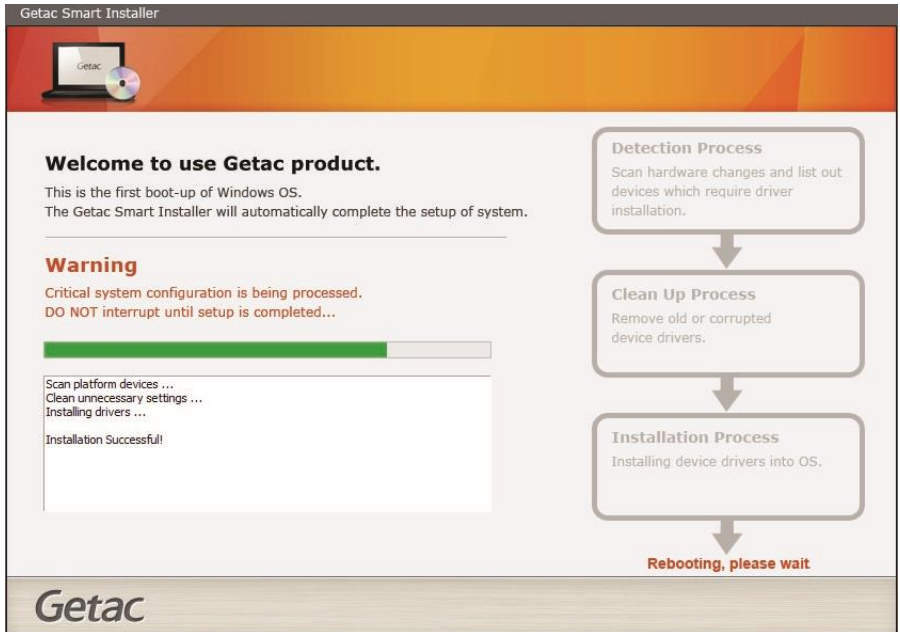 Getac Smart Installer
Getac
Welcome to use Getac product.
This is the first boot-up of Windows OS.
The Getac Smart Installer will automatically complete the setup of system.
Warning
Critical system configuration is being processed.
DO NOT interrupt until setup is completed...
Scan platform devices ...
Clean unnecessary settings ...
Installing drivers ...
Installation Successful!
Detection Process
Scan hardware changes and list out
devices which require driver
installation.
Clean Up Process
Remove old or corrupted
device drivers.
Installation Process
Installing device drivers into OS.
Rebooting, please wait
Getac